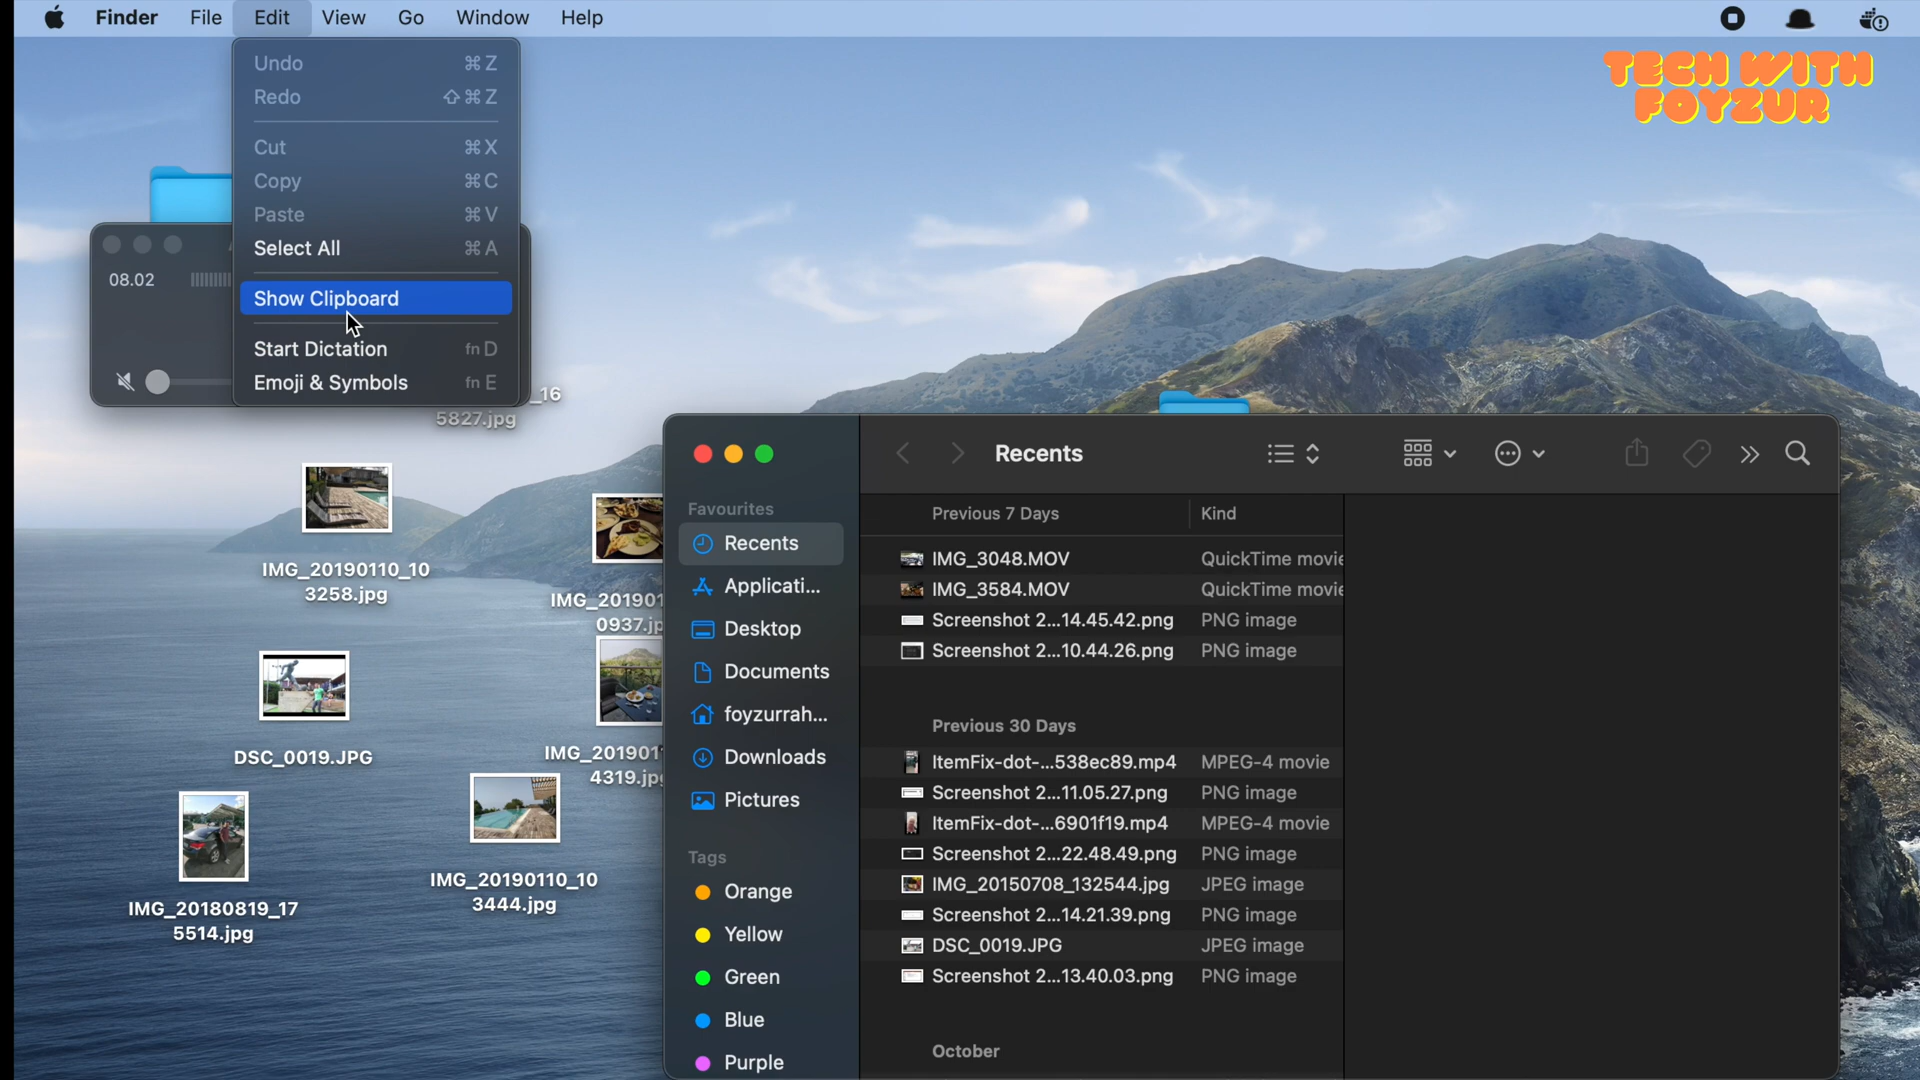 Finder File Edit View Go Window Help
TECH WITH
FOYZUR
Undo ⌘Z
Redo ⇧⌘Z
Cut ⌘X
Copy ⌘C
Paste ⌘V
Select All ⌘A
Show Clipboard
Start Dictation fn D
Emoji & Symbols fn E
08.02
_16
5827.jpg
IMG_20190110_10
3258.jpg
IMG_201901
0937.jp
DSC_0019.JPG
IMG_201901
4319.jp
IMG_20180819_17
5514.jpg
IMG_20190110_10
3444.jpg
Recents
Favourites
Recents
Applicati...
Desktop
Documents
foyzurrah...
Downloads
Pictures
Tags
Orange
Yellow
Green
Blue
Purple
Previous 7 Days Kind
IMG_3048.MOV QuickTime movie
IMG_3584.MOV QuickTime movie
Screenshot 2...14.45.42.png PNG image
Screenshot 2...10.44.26.png PNG image
Previous 30 Days
ItemFix-dot-...538ec89.mp4 MPEG-4 movie
Screenshot 2...11.05.27.png PNG image
ItemFix-dot-...6901f19.mp4 MPEG-4 movie
Screenshot 2...22.48.49.png PNG image
IMG_20150708_132544.jpg JPEG image
Screenshot 2...14.21.39.png PNG image
DSC_0019.JPG JPEG image
Screenshot 2...13.40.03.png PNG image
October